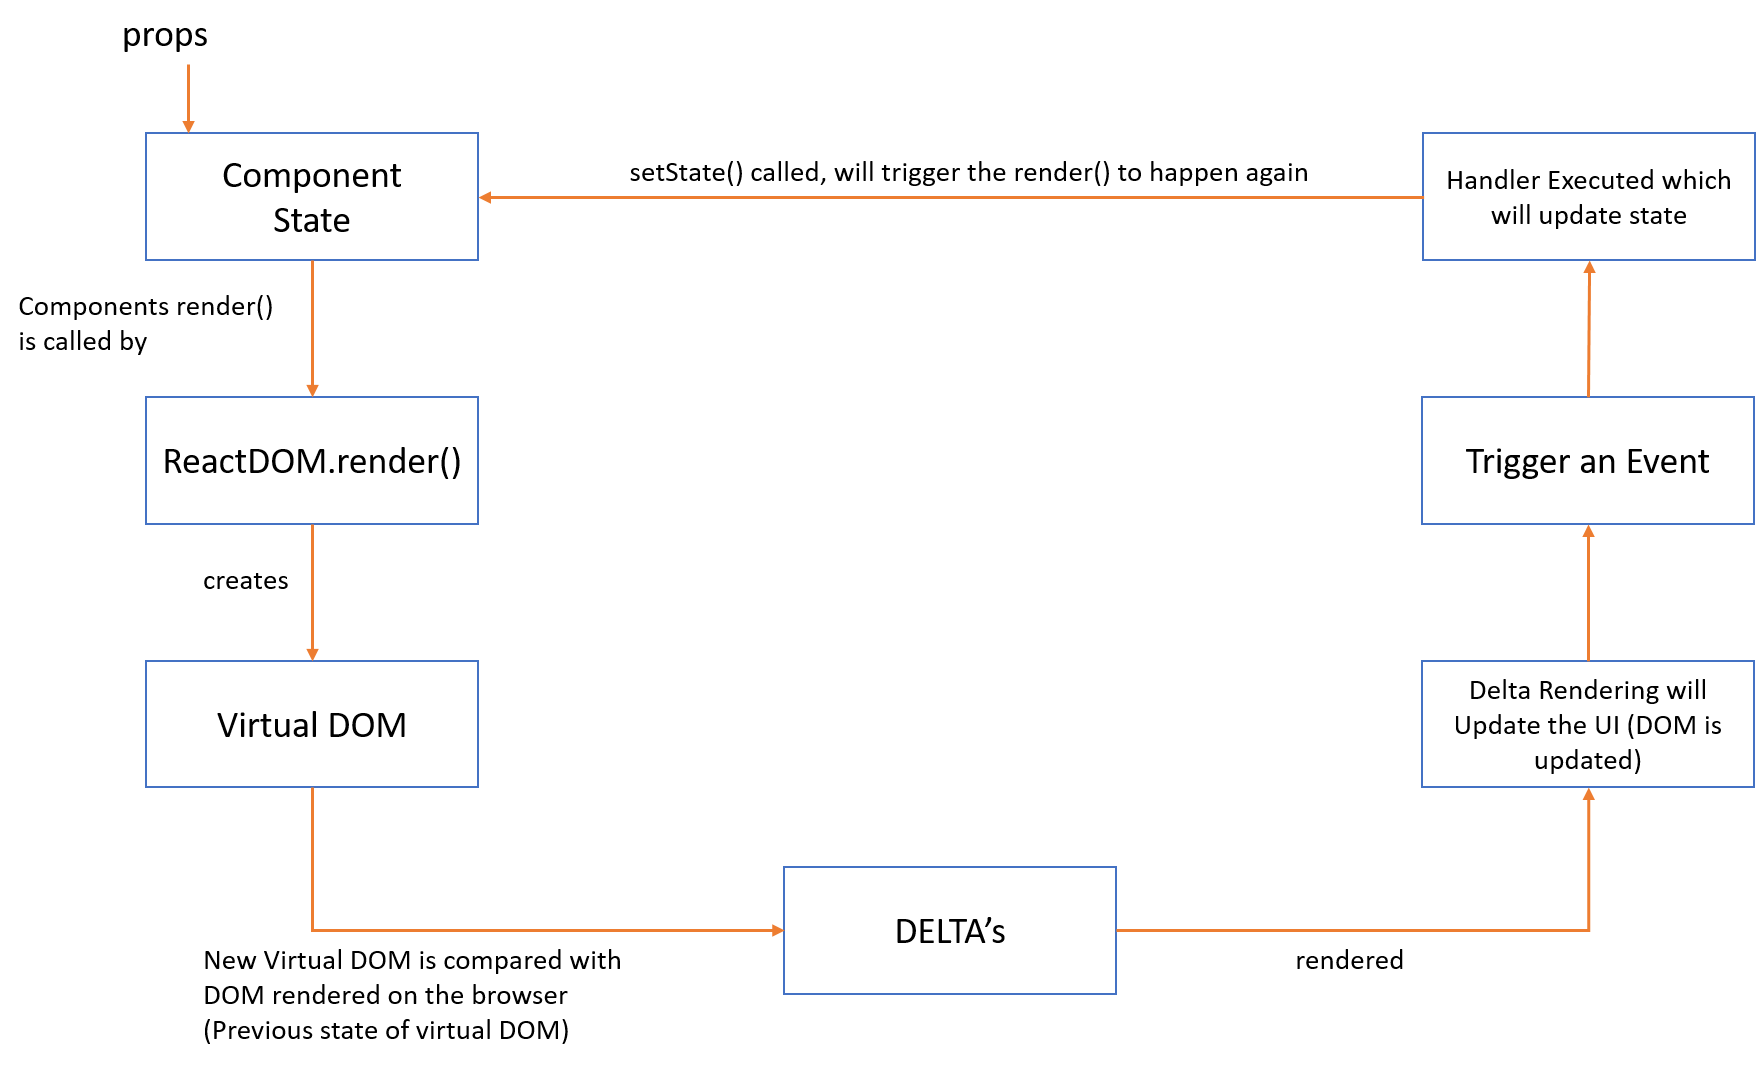 props
Component
State
setState() called, will trigger the render() to happen again
Handler Executed which
will update state
Components render()
is called by
ReactDOM.render()
Trigger an Event
creates
Virtual DOM
Delta Rendering will
Update the UI (DOM is
updated)
DELTA’s
New Virtual DOM is compared with
DOM rendered on the browser
(Previous state of virtual DOM)
rendered